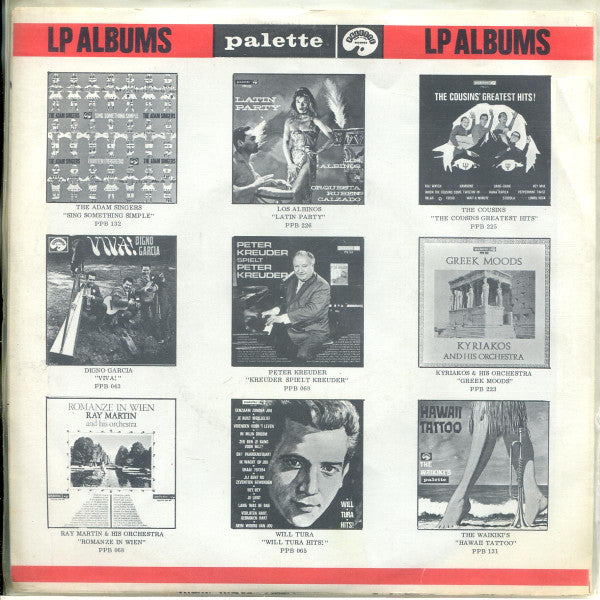 LP ALBUMS
palette
LP ALBUMS
THE ADAM SINGERS
SING SOMETHING SIMPLE
THE ADAM SINGERS
"SING SOMETHING SIMPLE"
PPB 132
LATIN PARTY
LOS ALBINOS
&
ORQUESTA
RUBENS
CALZADO
LOS ALBINOS
"LATIN PARTY"
PPB 226
THE COUSINS' GREATEST HITS!
THE COUSINS
"THE COUSINS GREATEST HITS"
PPB 225
VIVA!
DIGNO
GARCIA
DIGNO GARCIA
"VIVA!"
PPB 043
PETER
KREUDER
SPIELT
PETER
KREUDER
PETER KREUDER
"KREUDER SPIELT KREUDER"
PPB 068
GREEK MOODS
KYRIAKOS
AND HIS ORCHESTRA
KYRIAKOS & HIS ORCHESTRA
"GREEK MOODS"
PPB 223
ROMANZE IN WIEN
RAY MARTIN
and his orchestra
RAY MARTIN & HIS ORCHESTRA
"ROMANZE IN WIEN"
PPB 068
EENZAAM ZONDER JOU
WILL
TURA
HITS!
WILL TURA
"WILL TURA HITS!"
PPB 065
HAWAII
TATTOO
THE
WAIKIKI'S
palette
THE WAIKIKI'S
"HAWAII TATTOO"
PPB 131